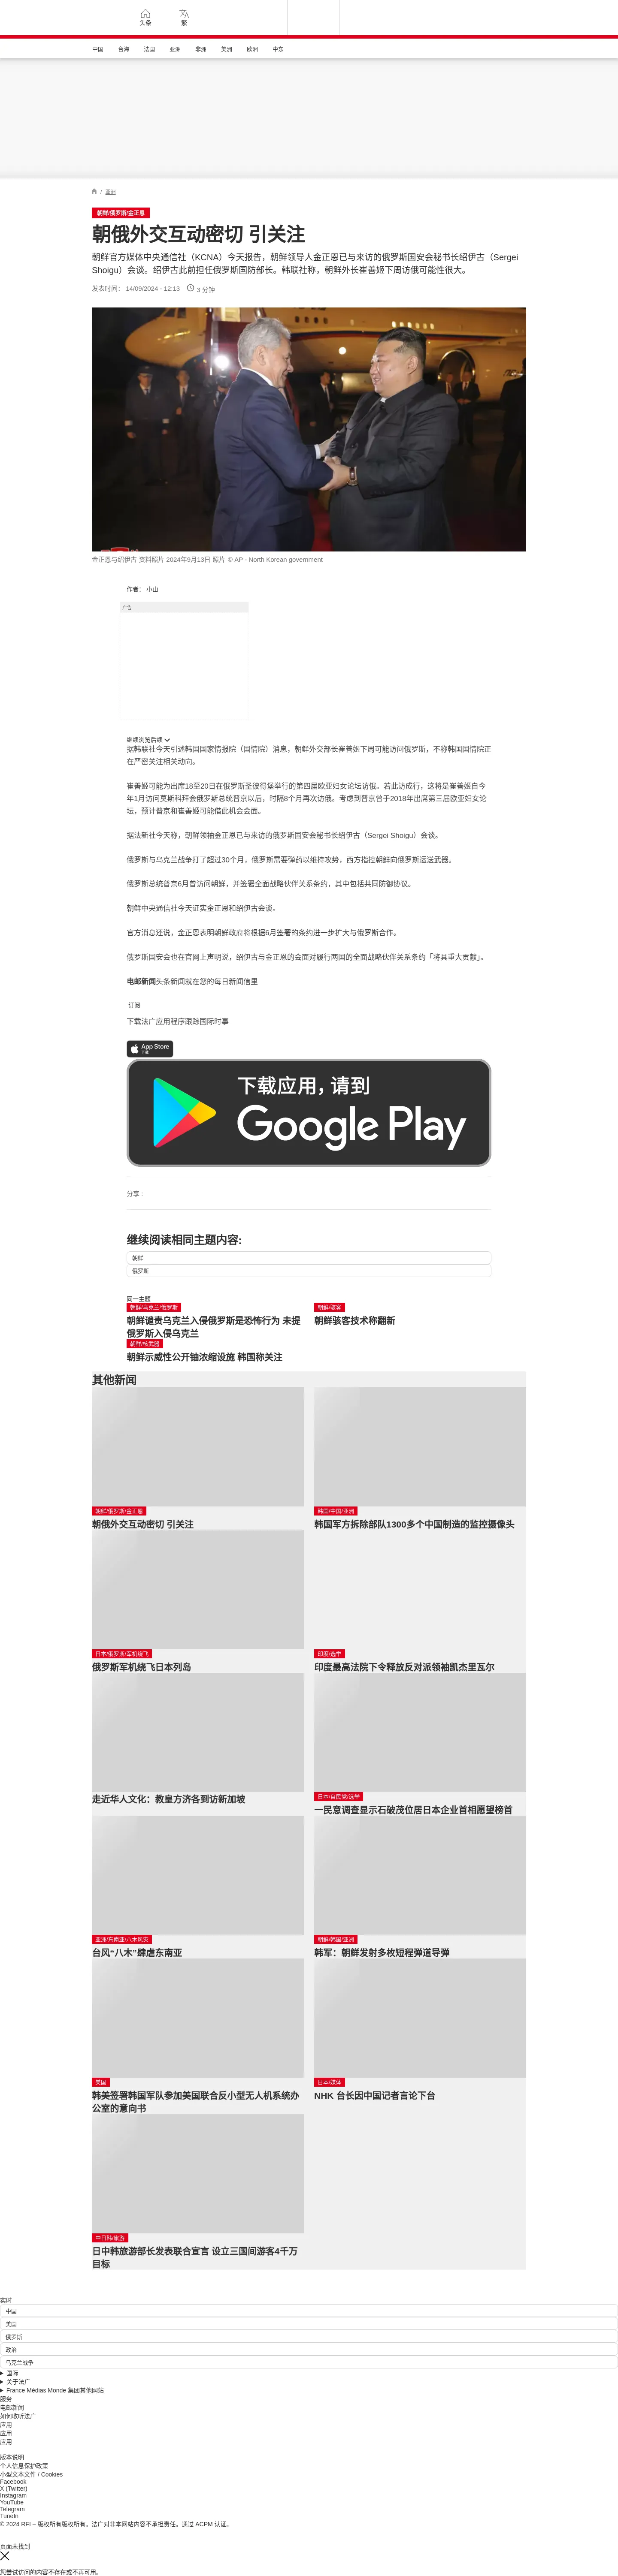 头条
繁
中国
台海
法国
亚洲
非洲
美洲
欧洲
中东
/ 亚洲
朝鲜/俄罗斯/金正恩
朝俄外交互动密切 引关注
朝鲜官方媒体中央通信社（KCNA）今天报告，朝鲜领导人金正恩已与来访的俄罗斯国安会秘书长绍伊古（Sergei
Shoigu）会谈。绍伊古此前担任俄罗斯国防部长。韩联社称，朝鲜外长崔善姬下周访俄可能性很大。
发表时间： 14/09/2024 - 12:13 3 分钟
金正恩与绍伊古 资料照片 2024年9月13日 照片 © AP - North Korean government
作者： 小山
广告
继续浏览后续
据韩联社今天引述韩国国家情报院（国情院）消息，朝鲜外交部长崔善姬下周可能访问俄罗斯，不称韩国国情院正
在严密关注相关动向。
崔善姬可能为出席18至20日在俄罗斯圣彼得堡举行的第四届欧亚妇女论坛访俄。若此访成行，这将是崔善姬自今
年1月访问莫斯科拜会俄罗斯总统普京以后，时隔8个月再次访俄。考虑到普京曾于2018年出席第三届欧亚妇女论
坛，预计普京和崔善姬可能借此机会会面。
据法新社今天称，朝鲜领袖金正恩已与来访的俄罗斯国安会秘书长绍伊古（Sergei Shoigu）会谈。
俄罗斯与乌克兰战争打了超过30个月，俄罗斯需要弹药以维持攻势，西方指控朝鲜向俄罗斯运送武器。
俄罗斯总统普京6月曾访问朝鲜，并签署全面战略伙伴关系条约，其中包括共同防御协议。
朝鲜中央通信社今天证实金正恩和绍伊古会谈。
官方消息还说，金正恩表明朝鲜政府将根据6月签署的条约进一步扩大与俄罗斯合作。
俄罗斯国安会也在官网上声明说，绍伊古与金正恩的会面对履行两国的全面战略伙伴关系条约「将具重大贡献」。
电邮新闻头条新闻就在您的每日新闻信里
订阅
下载法广应用程序跟踪国际时事
App Store
下载
下载应用，请到
Google Play
分享 :
继续阅读相同主题内容:
朝鲜
俄罗斯
同一主题
朝鲜/乌克兰/俄罗斯
朝鲜谴责乌克兰入侵俄罗斯是恐怖行为 未提
俄罗斯入侵乌克兰
朝鲜/骇客
朝鲜骇客技术称翻新
朝鲜/核武器
朝鲜示威性公开铀浓缩设施 韩国称关注
其他新闻
朝鲜/俄罗斯/金正恩
朝俄外交互动密切 引关注
韩国/中国/亚洲
韩国军方拆除部队1300多个中国制造的监控摄像头
日本/俄罗斯/军机绕飞
俄罗斯军机绕飞日本列岛
印度/选举
印度最高法院下令释放反对派领袖凯杰里瓦尔
走近华人文化：教皇方济各到访新加坡
日本/自民党/选举
一民意调查显示石破茂位居日本企业首相愿望榜首
亚洲/东南亚/八木风灾
台风“八木”肆虐东南亚
朝鲜/韩国/亚洲
韩军：朝鲜发射多枚短程弹道导弹
美国
韩美签署韩国军队参加美国联合反小型无人机系统办
公室的意向书
日本/媒体
NHK 台长因中国记者言论下台
中日韩/旅游
日中韩旅游部长发表联合宣言 设立三国间游客4千万
目标
实时
中国
美国
俄罗斯
政治
乌克兰战争
国际
关于法广
France Médias Monde 集团其他网站
服务
电邮新闻
如何收听法广
应用
应用
应用
版本说明
个人信息保护政策
小型文本文件 / Cookies
Facebook
X (Twitter)
Instagram
YouTube
Telegram
TuneIn
© 2024 RFI – 版权所有版权所有。法广对非本网站内容不承担责任。通过 ACPM 认证。
页面未找到
您尝试访问的内容不存在或不再可用。